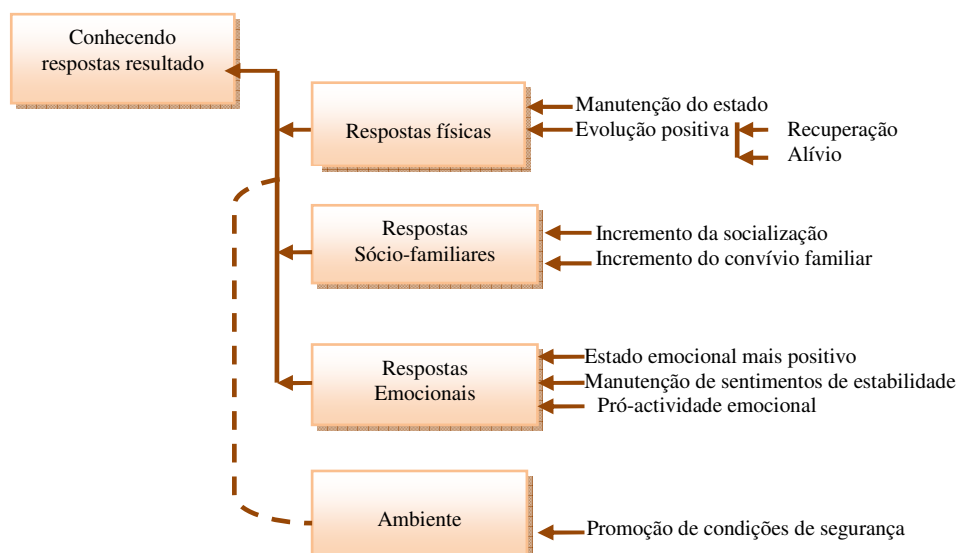 Conhecendo
respostas resultado
Respostas físicas
Manutenção do estado
Evolução positiva
Recuperação
Alívio
Respostas
Sócio-familiares
Incremento da socialização
Incremento do convívio familiar
Respostas
Emocionais
Estado emocional mais positivo
Manutenção de sentimentos de estabilidade
Pró-actividade emocional
Ambiente
Promoção de condições de segurança